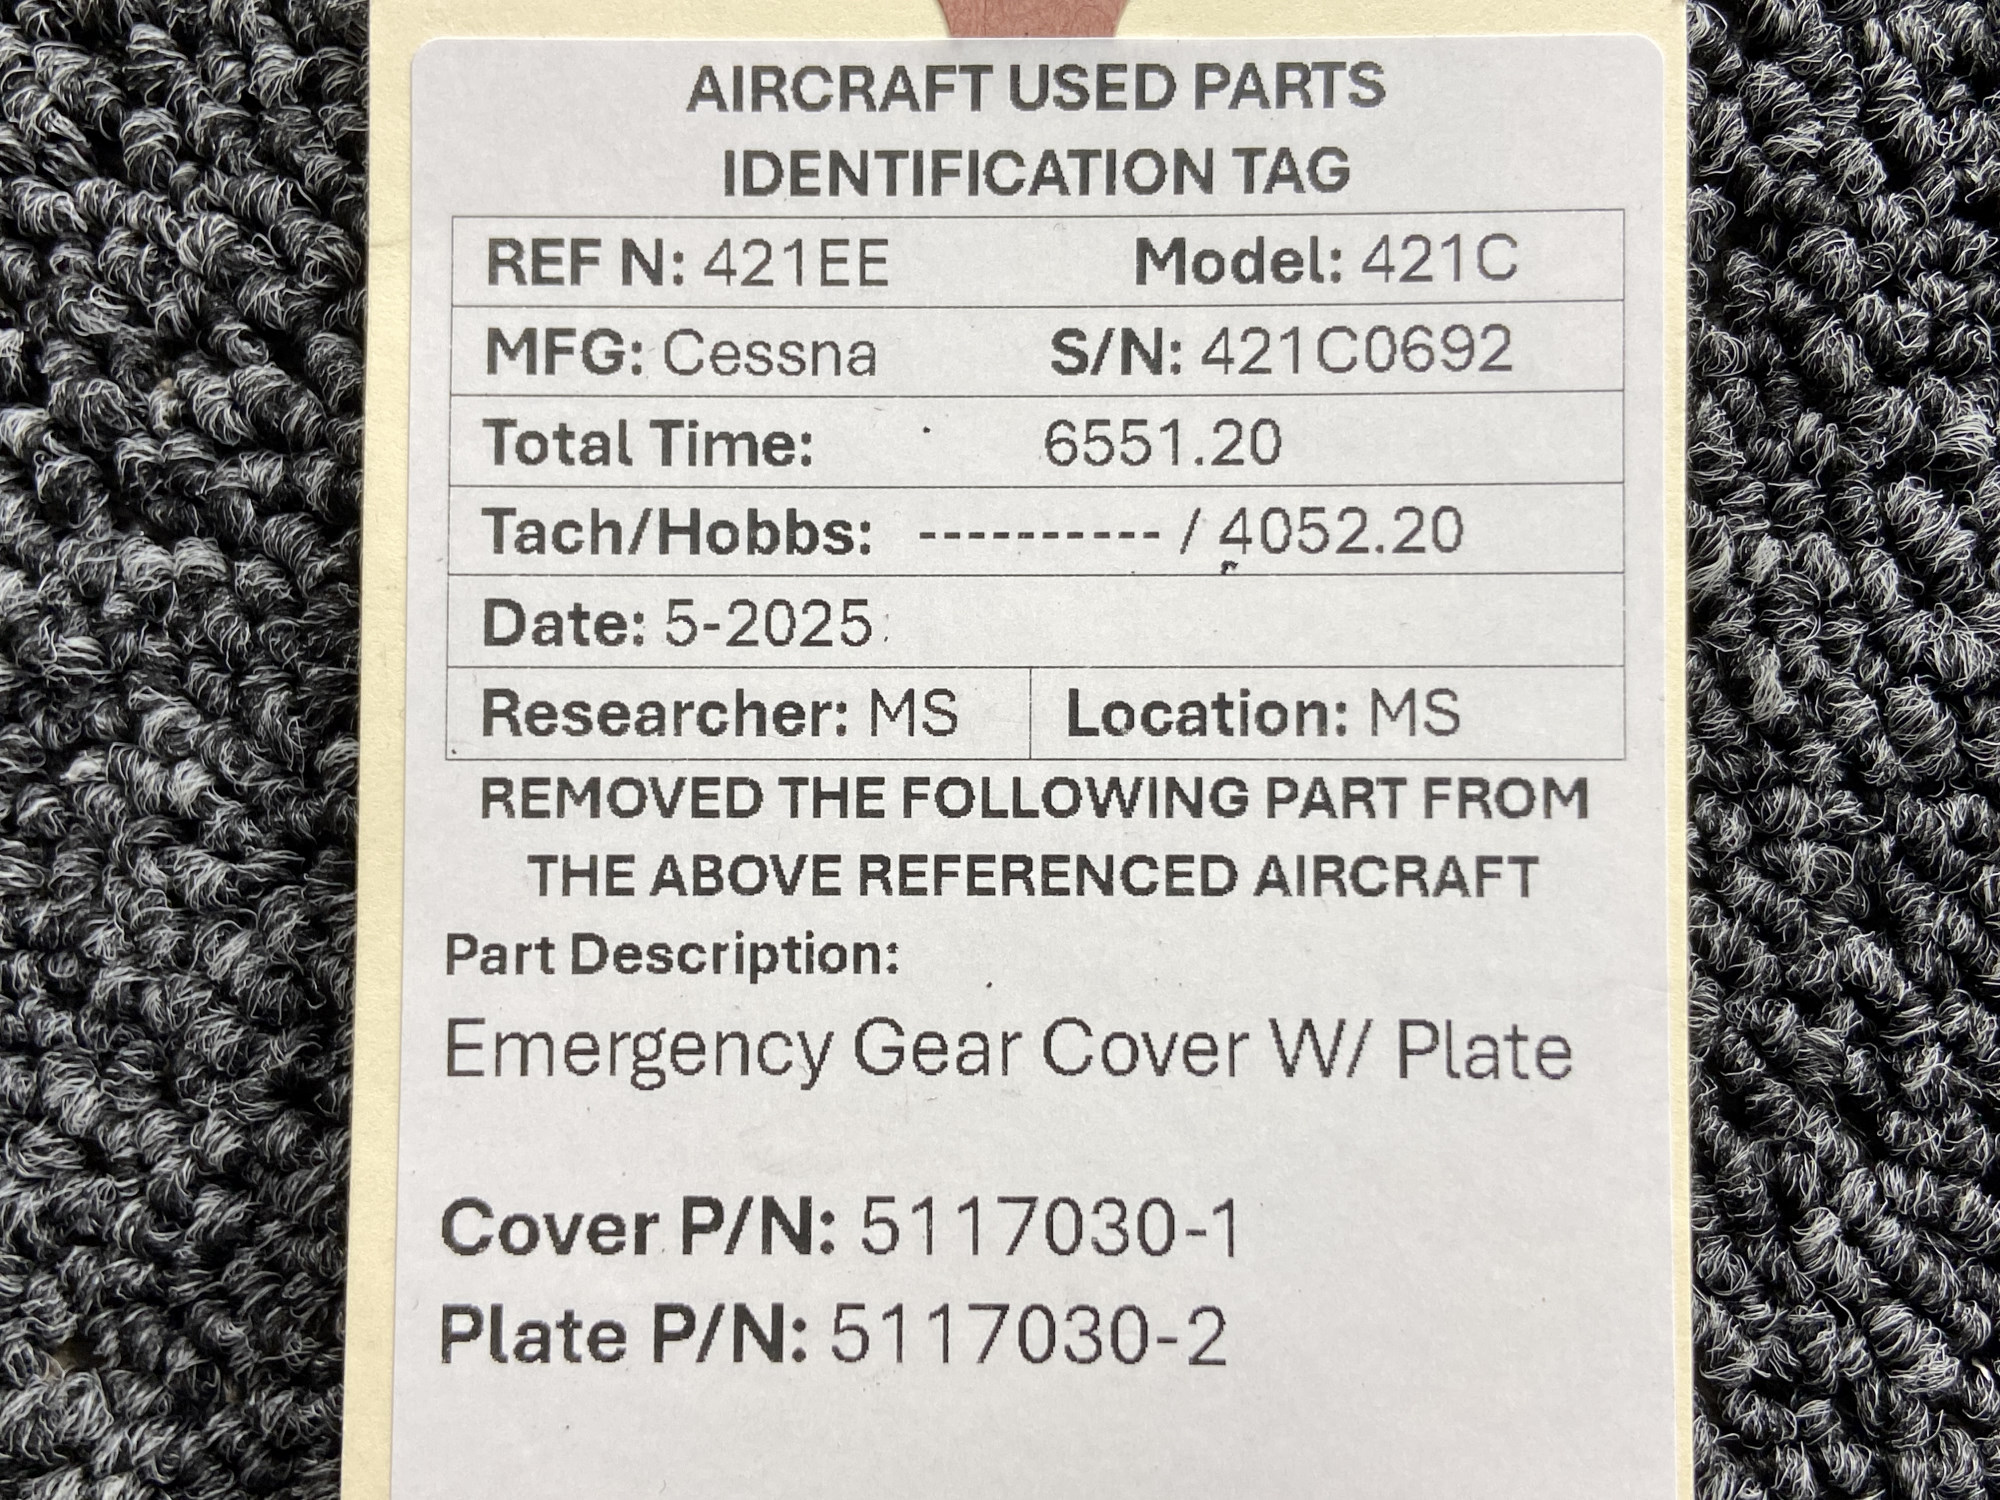 AIRCRAFT USED PARTS
IDENTIFICATION TAG
REF N: 421EE Model: 421C
MFG: Cessna S/N: 421C0692
Total Time: 6551.20
Tach/Hobbs: ---------- / 4052.20
Date: 5-2025
Researcher: MS Location: MS
REMOVED THE FOLLOWING PART FROM
THE ABOVE REFERENCED AIRCRAFT
Part Description:
Emergency Gear Cover W/ Plate
Cover P/N: 5117030-1
Plate P/N: 5117030-2